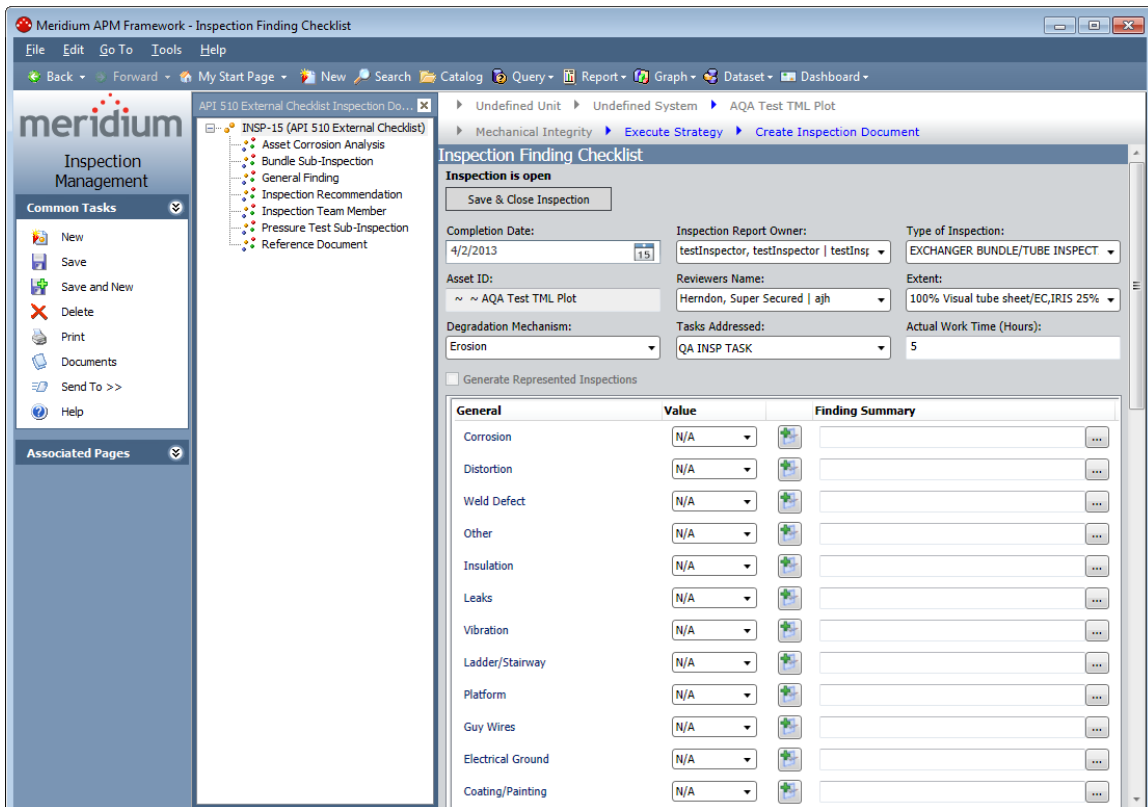 Meridium APM Framework - Inspection Finding Checklist
File Edit Go To Tools Help
Back Forward My Start Page New Search Catalog Query Report Graph Dataset Dashboard
meridium
Inspection
Management
Common Tasks
New
Save
Save and New
Delete
Print
Documents
Send To >>
Help
Associated Pages
API 510 External Checklist Inspection Do...
INSP-15 (API 510 External Checklist)
Asset Corrosion Analysis
Bundle Sub-Inspection
General Finding
Inspection Recommendation
Inspection Team Member
Pressure Test Sub-Inspection
Reference Document
Undefined Unit Undefined System AQA Test TML Plot
Mechanical Integrity Execute Strategy Create Inspection Document
Inspection Finding Checklist
Inspection is open
Save & Close Inspection
Completion Date: Inspection Report Owner: Type of Inspection:
4/2/2013 15 testInspector, testInspector | testInsp EXCHANGER BUNDLE/TUBE INSPECT
Asset ID: Reviewers Name: Extent:
~ ~ AQA Test TML Plot Herndon, Super Secured | ajh 100% Visual tube sheet/EC,IRIS 25%
Degradation Mechanism: Tasks Addressed: Actual Work Time (Hours):
Erosion QA INSP TASK 5
Generate Represented Inspections
General Value Finding Summary
Corrosion N/A ...
Distortion N/A ...
Weld Defect N/A ...
Other N/A ...
Insulation N/A ...
Leaks N/A ...
Vibration N/A ...
Ladder/Stairway N/A ...
Platform N/A ...
Guy Wires N/A ...
Electrical Ground N/A ...
Coating/Painting N/A ...